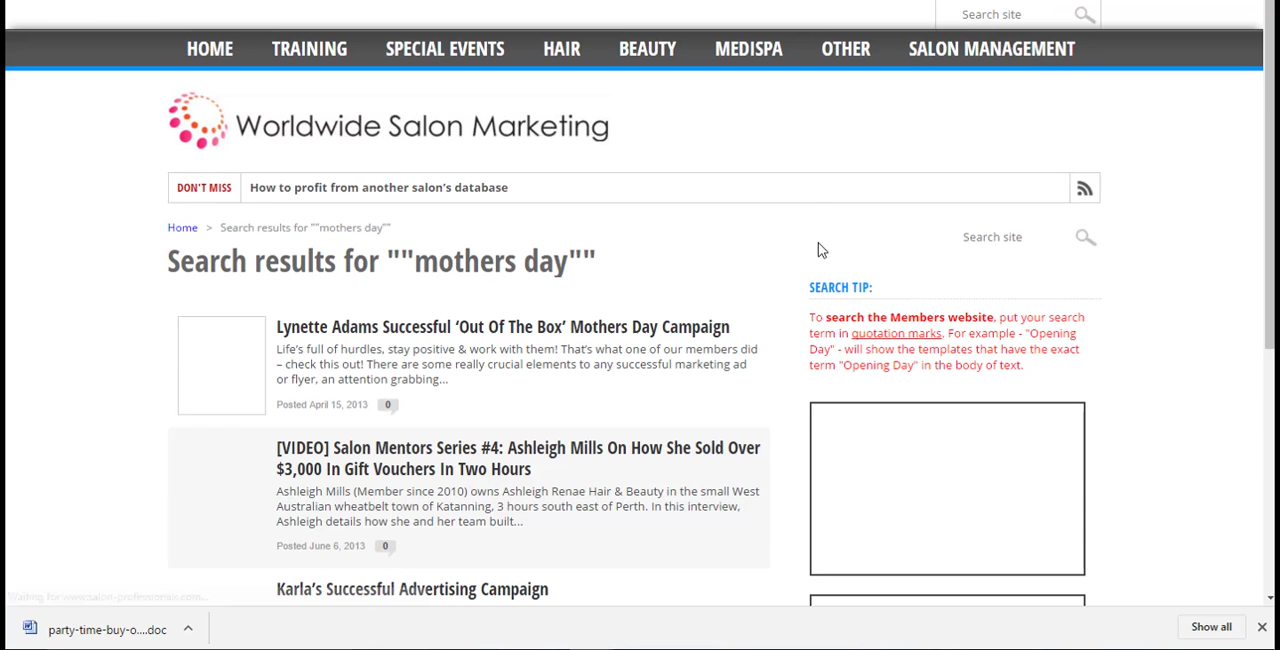 Search site
HOME TRAINING SPECIAL EVENTS HAIR BEAUTY MEDISPA OTHER SALON MANAGEMENT
Worldwide Salon Marketing
DON'T MISS How to profit from another salon's database
Home > Search results for ""mothers day""
Search site
Search results for ""mothers day""
SEARCH TIP:
To search the Members website, put your search
term in quotation marks. For example - "Opening
Day" - will show the templates that have the exact
term "Opening Day" in the body of text.
Lynette Adams Successful ‘Out Of The Box’ Mothers Day Campaign
Life’s full of hurdles, stay positive & work with them! That’s what one of our members did
– check this out! There are some really crucial elements to any successful marketing ad
or flyer, an attention grabbing...
Posted April 15, 2013 0
[VIDEO] Salon Mentors Series #4: Ashleigh Mills On How She Sold Over
$3,000 In Gift Vouchers In Two Hours
Ashleigh Mills (Member since 2010) owns Ashleigh Renae Hair & Beauty in the small West
Australian wheatbelt town of Katanning, 3 hours south east of Perth. In this interview,
Ashleigh details how she and her team built...
Posted June 6, 2013 0
Karla’s Successful Advertising Campaign
Waiting for www.salon-professionals.com...
party-time-buy-o....doc
Show all